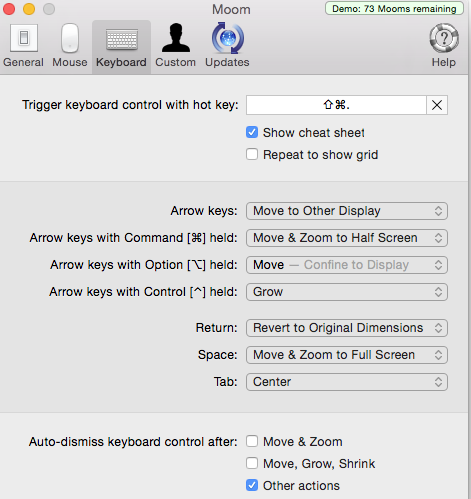 Moom
Demo: 73 Mooms remaining
General Mouse Keyboard Custom Updates Help
Trigger keyboard control with hot key: ⇧⌘.
Show cheat sheet
Repeat to show grid
Arrow keys: Move to Other Display
Arrow keys with Command [⌘] held: Move & Zoom to Half Screen
Arrow keys with Option [⌥] held: Move — Confine to Display
Arrow keys with Control [^] held: Grow
Return: Revert to Original Dimensions
Space: Move & Zoom to Full Screen
Tab: Center
Auto-dismiss keyboard control after: Move & Zoom
Move, Grow, Shrink
Other actions